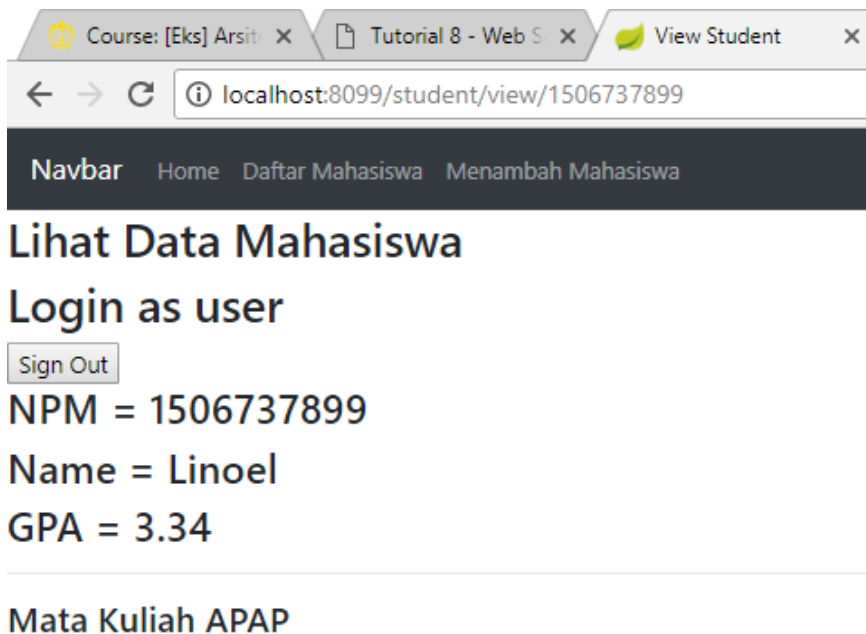 Course: [Eks] Arsit
Tutorial 8 - Web S
View Student
localhost:8099/student/view/1506737899
Navbar Home Daftar Mahasiswa Menambah Mahasiswa
Lihat Data Mahasiswa
Login as user
Sign Out
NPM = 1506737899
Name = Linoel
GPA = 3.34
Mata Kuliah APAP